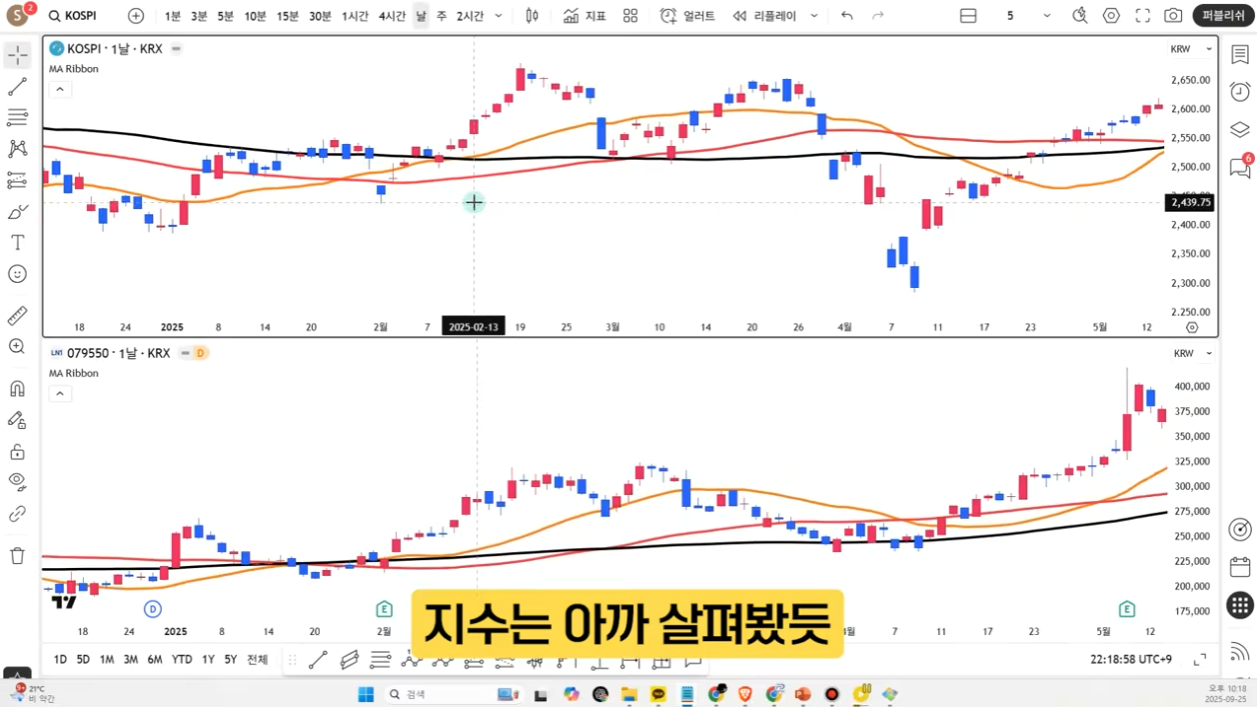 S 2 KOSPI 1분 3분 5분 10분 15분 30분 1시간 4시간 날 주 2시간 지표 얼러트 리플레이 5 퍼블리쉬
KOSPI · 1날 · KRX KRW
MA Ribbon
2,650.00
2,600.00
2,550.00
2,500.00
2,450.00
2,439.75
2,400.00
2,350.00
2,300.00
2,250.00
18 24 2025 8 14 20 2월 7 2025-02-13 19 25 3월 10 14 20 26 4월 7 11 17 23 5월 12
6
LN1 079550 · 1날 · KRX D KRW
MA Ribbon
400,000
375,000
350,000
325,000
300,000
275,000
250,000
225,000
200,000
175,000
D E E
18 24 2025 8 14 20 2월 4월 7 11 17 23 5월 12
지수는 아까 살펴봤듯
1D 5D 1M 3M 6M YTD 1Y 5Y 전체 22:18:58 UTC+9
21°C
비 약간
검색
오후 10:18
2025-09-25